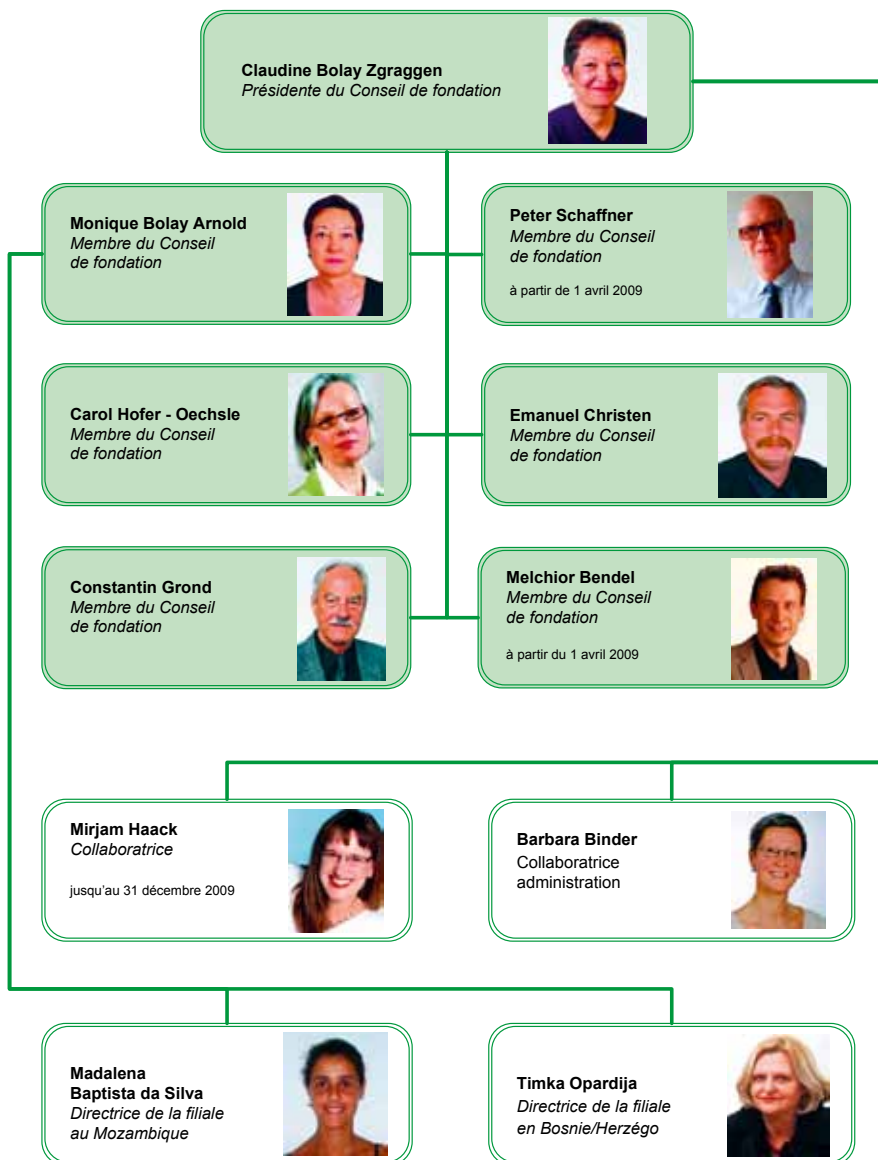 Claudine Bolay Zgraggen
Présidente du Conseil de fondation
Monique Bolay Arnold
Membre du Conseil
de fondation
Peter Schaffner
Membre du Conseil
de fondation
à partir de 1 avril 2009
Carol Hofer - Oechsle
Membre du Conseil
de fondation
Emanuel Christen
Membre du Conseil
de fondation
Constantin Grond
Membre du Conseil
de fondation
Melchior Bendel
Membre du Conseil
de fondation
à partir du 1 avril 2009
Mirjam Haack
Collaboratrice
jusqu'au 31 décembre 2009
Barbara Binder
Collaboratrice
administration
Madalena
Baptista da Silva
Directrice de la filiale
au Mozambique
Timka Opardija
Directrice de la filiale
en Bosnie/Herzégo